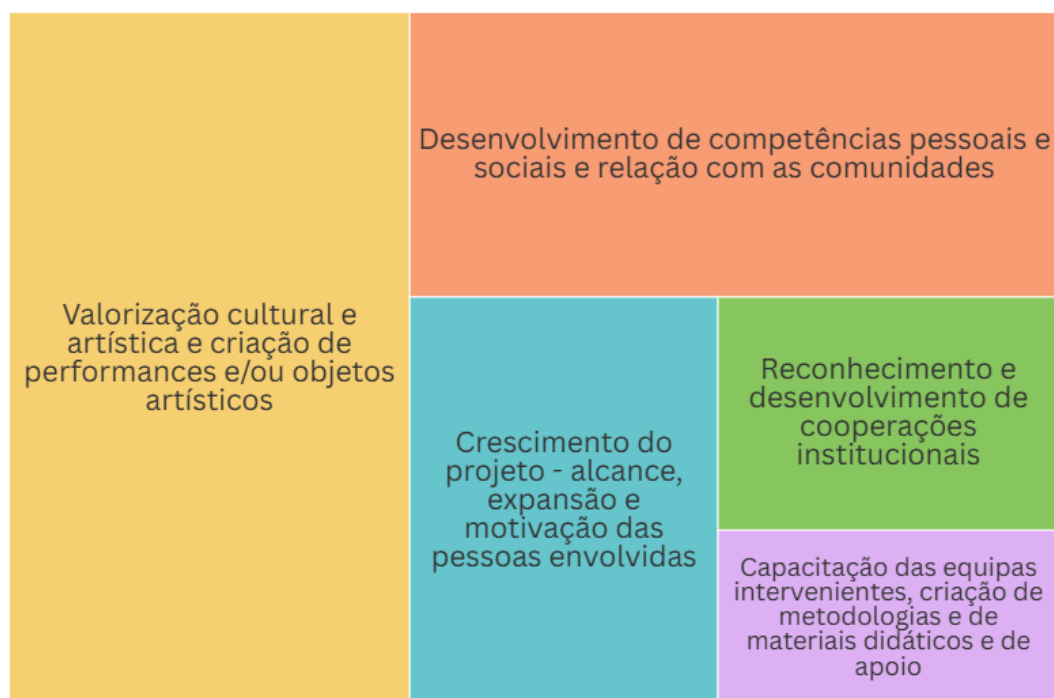 Valorização cultural e
artística e criação de
performances e/ou objetos
artísticos
Desenvolvimento de competências pessoais e
sociais e relação com as comunidades
Crescimento do
projeto - alcance,
expansão e
motivação das
pessoas envolvidas
Reconhecimento e
desenvolvimento de
cooperações
institucionais
Capacitação das equipas
intervenientes, criação de
metodologias e de
materiais didáticos e de
apoio